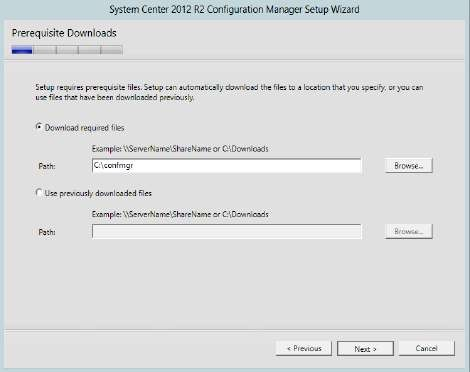 System Center 2012 R2 Configuration Manager Setup Wizard
Prerequisite Downloads
Setup requires prerequisite files. Setup can automatically download the files to a location that you specify, or you can
use files that have been downloaded previously.
Download required files
Example: \\ServerName\ShareName or C:\Downloads
Path: C:\confmgr Browse...
Use previously downloaded files
Example: \\ServerName\ShareName or C:\Downloads
Path: Browse...
< Previous Next > Cancel